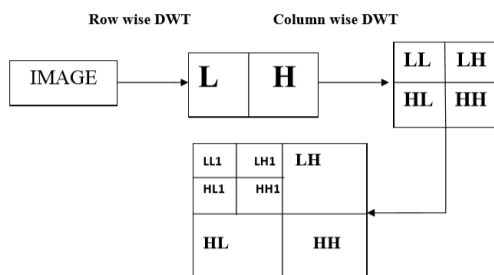 Row wise DWT Column wise DWT
IMAGE
L H
LL LH
HL HH
LL1 LH1 LH
HL1 HH1
HL HH